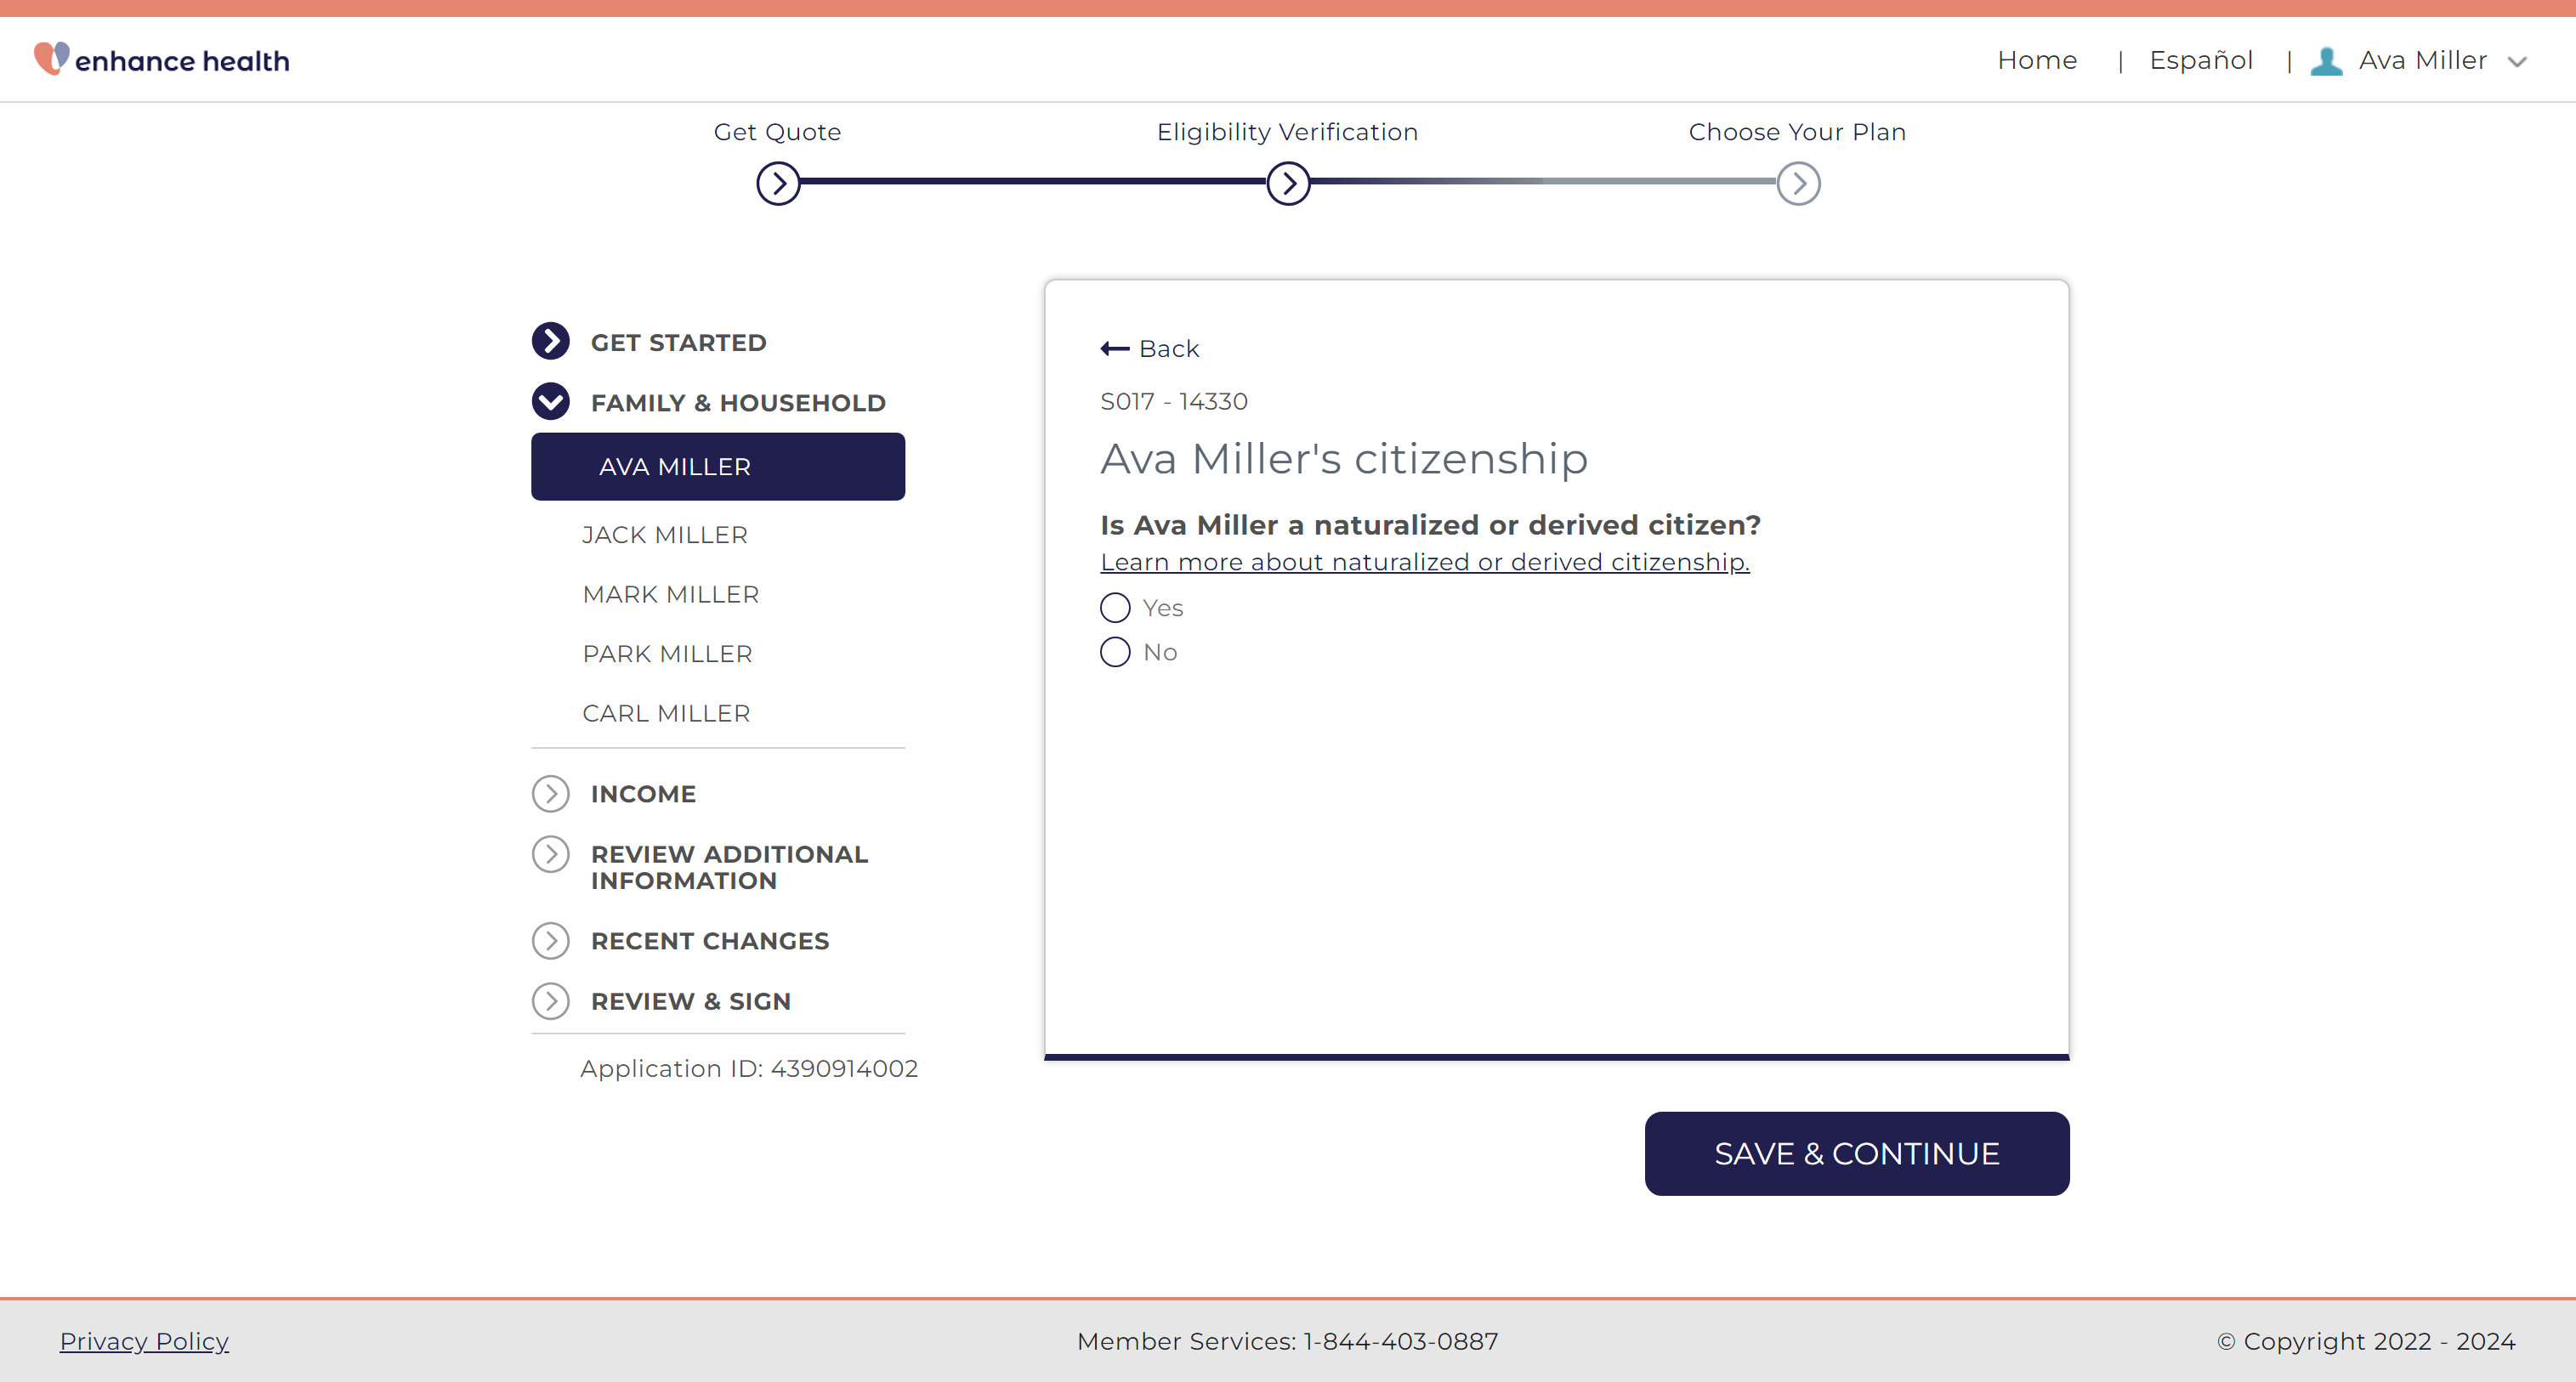 enhance health
Home | Español | Ava Miller
Get Quote
Eligibility Verification
Choose Your Plan
GET STARTED
FAMILY & HOUSEHOLD
AVA MILLER
JACK MILLER
MARK MILLER
PARK MILLER
CARL MILLER
INCOME
REVIEW ADDITIONAL
INFORMATION
RECENT CHANGES
REVIEW & SIGN
Application ID: 4390914002
Back
S017 - 14330
Ava Miller's citizenship
Is Ava Miller a naturalized or derived citizen?
Learn more about naturalized or derived citizenship.
Yes
No
SAVE & CONTINUE
Privacy Policy
Member Services: 1-844-403-0887
© Copyright 2022 - 2024